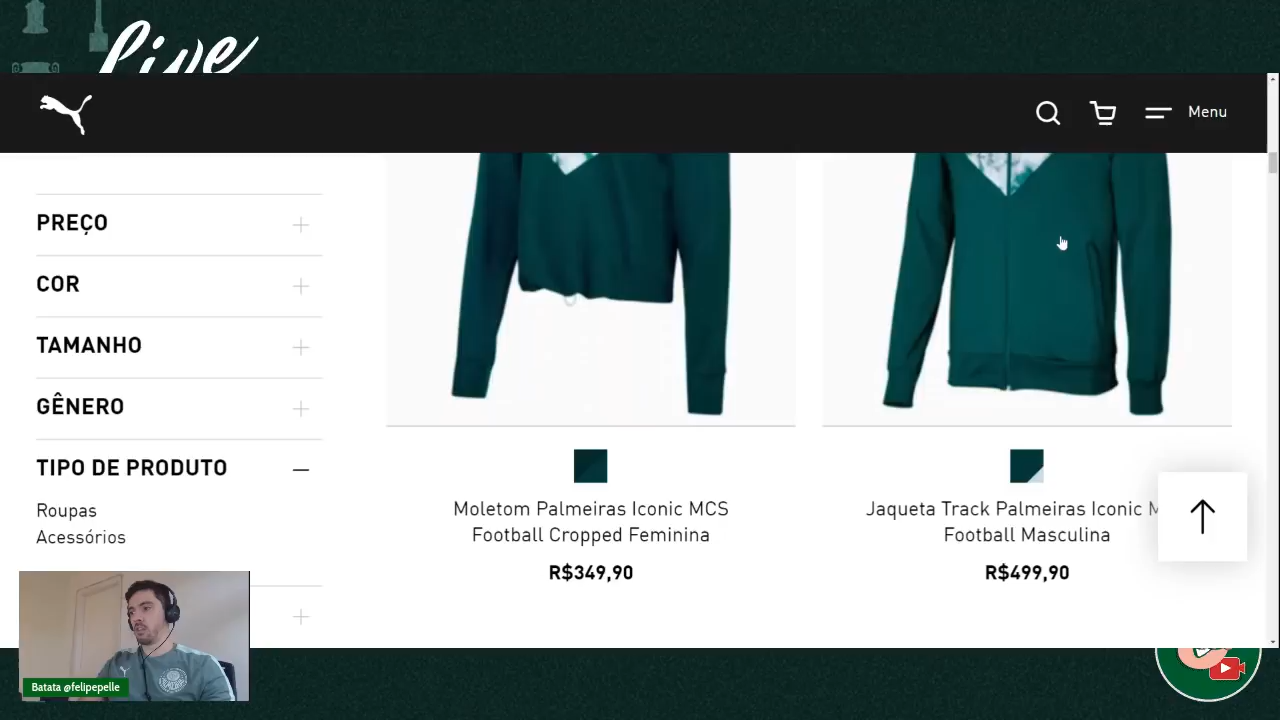 Live
Menu
PREÇO
COR
TAMANHO
GÊNERO
TIPO DE PRODUTO
Roupas
Acessórios
Moletom Palmeiras Iconic MCS
Football Cropped Feminina
R$349,90
Jaqueta Track Palmeiras Iconic M
Football Masculina
R$499,90
Batata @felipepelle